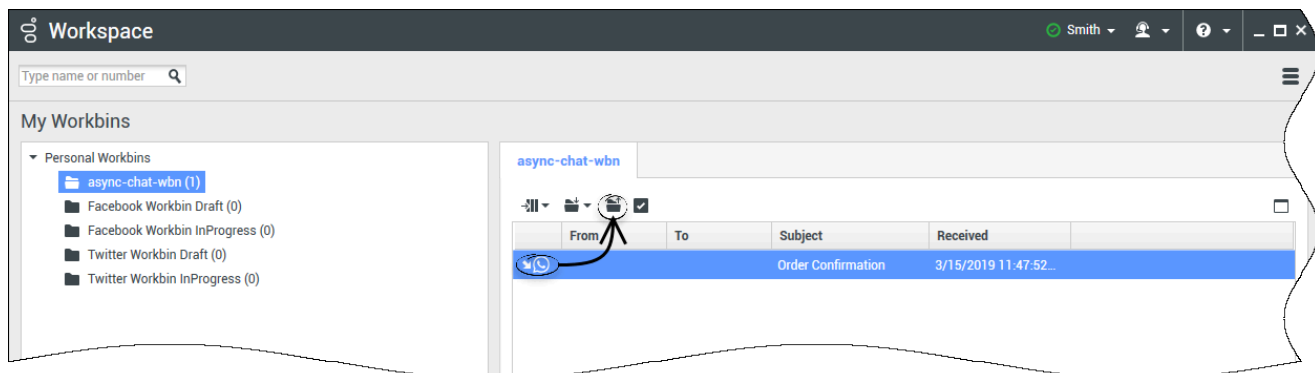 Workspace
Smith
Type name or number
My Workbins
Personal Workbins
async-chat-wbn (1)
Facebook Workbin Draft (0)
Facebook Workbin InProgress (0)
Twitter Workbin Draft (0)
Twitter Workbin InProgress (0)
async-chat-wbn
From To Subject Received
Order Confirmation 3/15/2019 11:47:52...